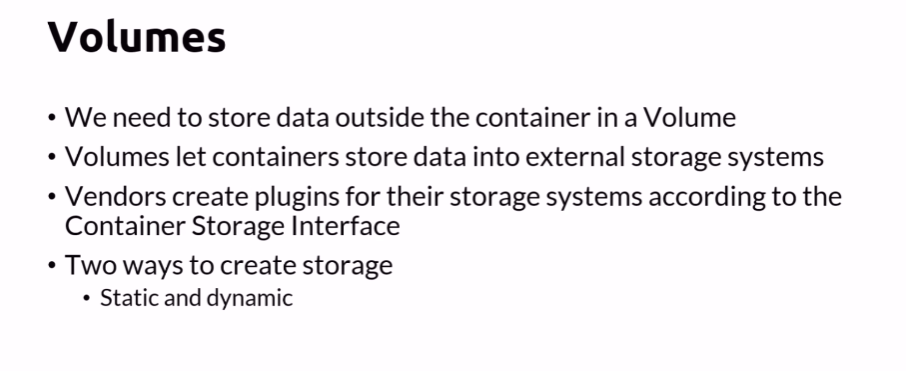 Volumes
• We need to store data outside the container in a Volume
• Volumes let containers store data into external storage systems
• Vendors create plugins for their storage systems according to the
Container Storage Interface
• Two ways to create storage
• Static and dynamic